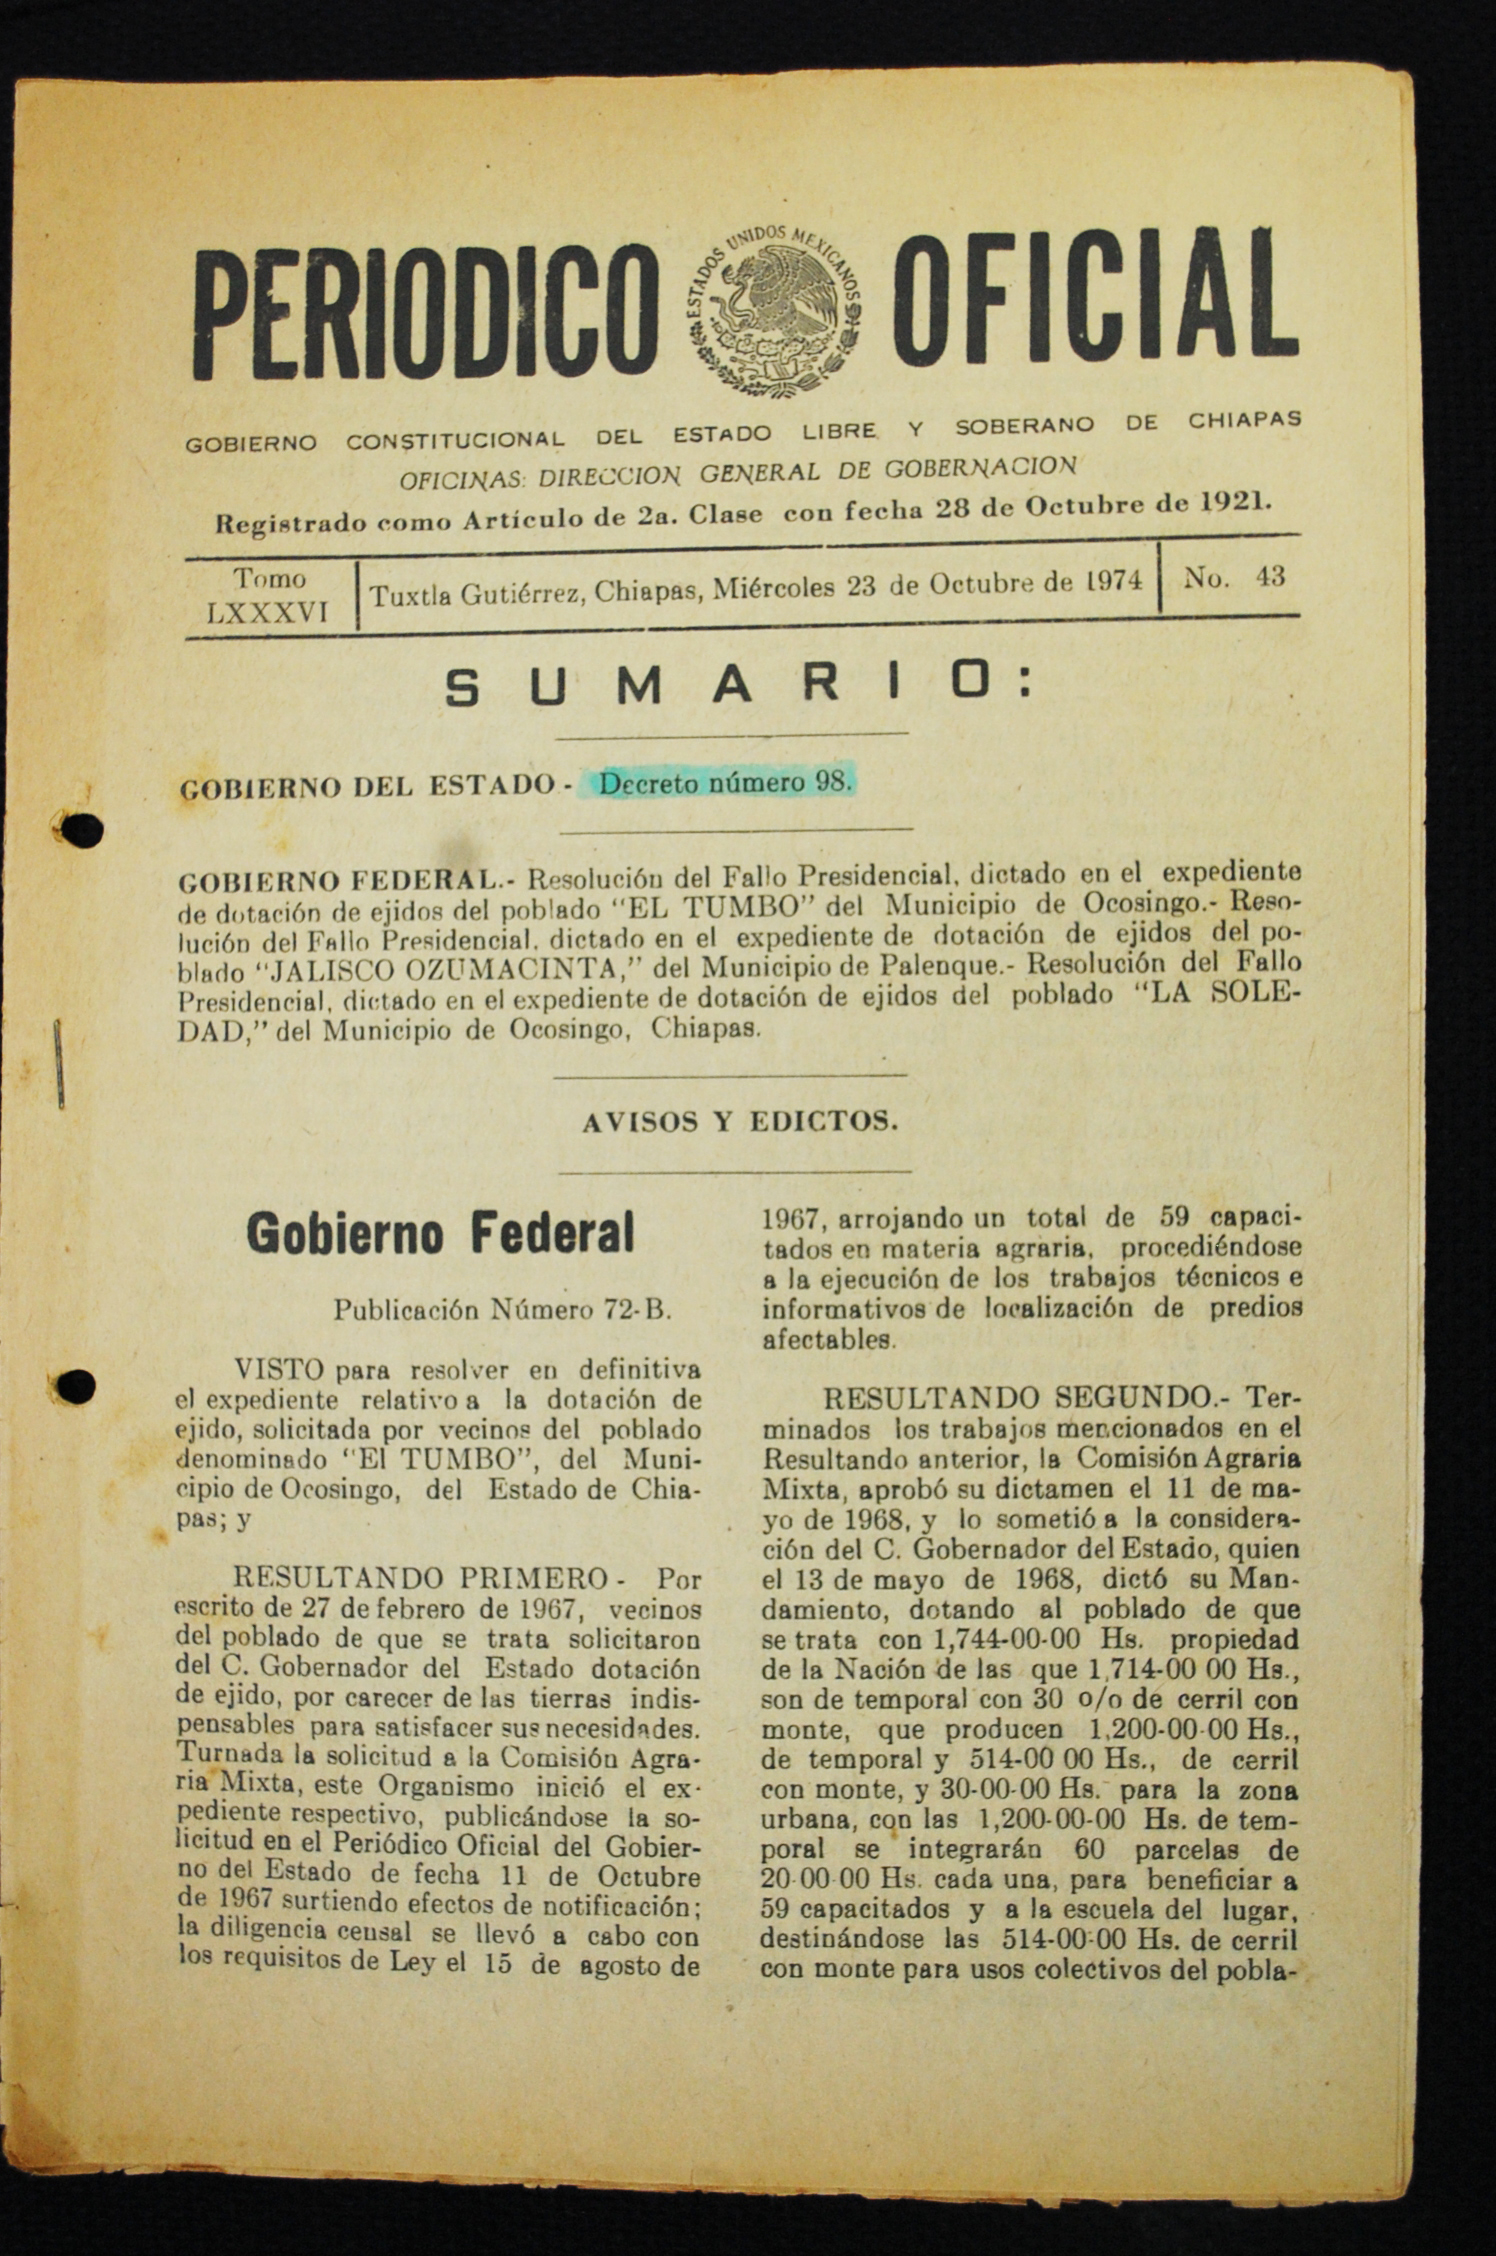 PERIODICO OFICIAL
ESTADOS UNIDOS MEXICANOS
GOBIERNO CONSTITUCIONAL DEL ESTADO LIBRE Y SOBERANO DE CHIAPAS
OFICINAS: DIRECCION GENERAL DE GOBERNACION
Registrado como Artículo de 2a. Clase con fecha 28 de Octubre de 1921.
Tomo
LXXXVI
Tuxtla Gutiérrez, Chiapas, Miércoles 23 de Octubre de 1974
No. 43
SUMARIO:
GOBIERNO DEL ESTADO - Decreto número 98.
GOBIERNO FEDERAL.- Resolución del Fallo Presidencial, dictado en el expediente
de dotación de ejidos del poblado "EL TUMBO" del Municipio de Ocosingo.- Reso-
lución del Fallo Presidencial. dictado en el expediente de dotación de ejidos del po-
blado "JALISCO OZUMACINTA," del Municipio de Palenque.- Resolución del Fallo
Presidencial, dictado en el expediente de dotación de ejidos del poblado "LA SOLE-
DAD," del Municipio de Ocosingo, Chiapas.
AVISOS Y EDICTOS.
Gobierno Federal
Publicación Número 72-B.
VISTO para resolver en definitiva
el expediente relativo a la dotación de
ejido, solicitada por vecinos del poblado
denominado "El TUMBO", del Muni-
cipio de Ocosingo, del Estado de Chia-
pas; y
RESULTANDO PRIMERO - Por
escrito de 27 de febrero de 1967, vecinos
del poblado de que se trata solicitaron
del C. Gobernador del Estado dotación
de ejido, por carecer de las tierras indis-
pensables para satisfacer sus necesidades.
Turnada la solicitud a la Comisión Agra-
ria Mixta, este Organismo inició el ex-
pediente respectivo, publicándose la so-
licitud en el Periódico Oficial del Gobier-
no del Estado de fecha 11 de Octubre
de 1967 surtiendo efectos de notificación;
la diligencia censal se llevó a cabo con
los requisitos de Ley el 15 de agosto de
1967, arrojando un total de 59 capaci-
tados en materia agraria, procediéndose
a la ejecución de los trabajos técnicos e
informativos de localización de predios
afectables.
RESULTANDO SEGUNDO.- Ter-
minados los trabajos mencionados en el
Resultando anterior, la Comisión Agraria
Mixta, aprobó su dictamen el 11 de ma-
yo de 1968, y lo sometió a la considera-
ción del C. Gobernador del Estado, quien
el 13 de mayo de 1968, dictó su Man-
damiento, dotando al poblado de que
se trata con 1,744-00-00 Hs. propiedad
de la Nación de las que 1,714-00 00 Hs.,
son de temporal con 30 o/o de cerril con
monte, que producen 1,200-00-00 Hs.,
de temporal y 514-00 00 Hs., de cerril
con monte, y 30-00-00 Hs. para la zona
urbana, con las 1,200-00-00 Hs. de tem-
poral se integrarán 60 parcelas de
20-00-00 Hs. cada una, para beneficiar a
59 capacitados y a la escuela del lugar,
destinándose las 514-00-00 Hs. de cerril
con monte para usos colectivos del pobla-